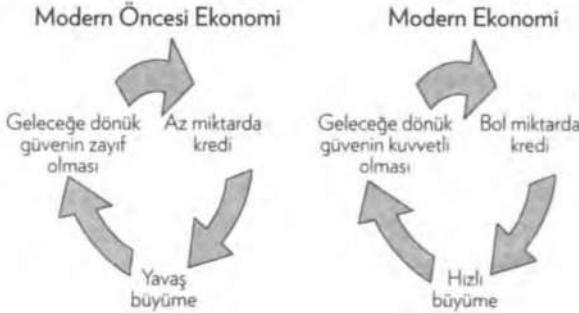 Modern Öncesi Ekonomi
Geleceğe dönük
güvenin zayıf
olması
Az miktarda
kredi
Yavaş
büyüme
Modern Ekonomi
Geleceğe dönük
güvenin kuvvetli
olması
Bol miktarda
kredi
Hızlı
büyüme